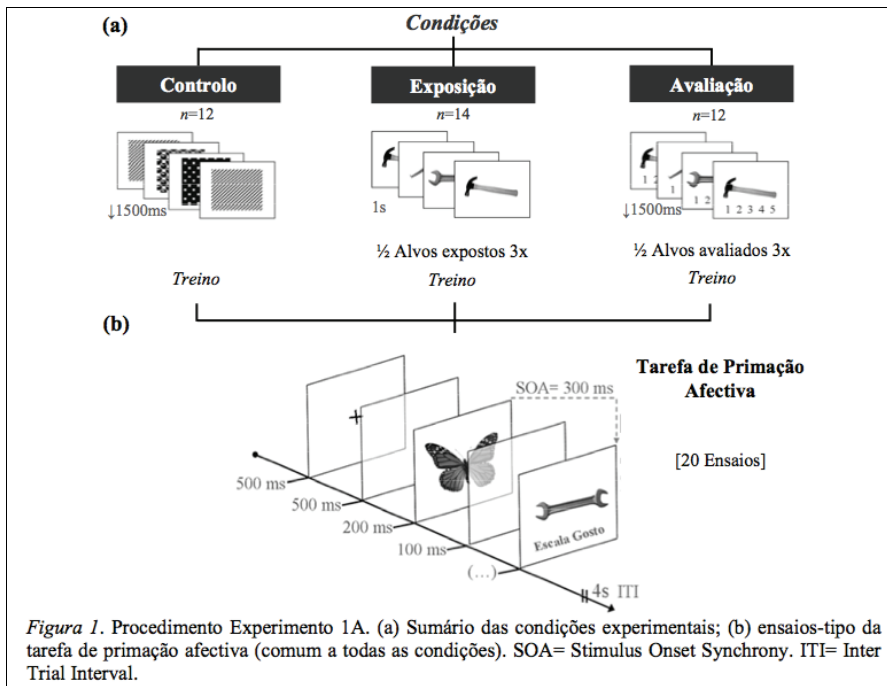 (a)
Condições
Controlo
Exposição
Avaliação
n=12
n=14
n=12
1 2
1
1 2
1 2 3 4 5
↓1500ms
1s
↓1500ms
½ Alvos expostos 3x
½ Alvos avaliados 3x
Treino
Treino
Treino
(b)
Tarefa de Primação
Afectiva
SOA= 300 ms
[20 Ensaios]
500 ms
500 ms
200 ms
100 ms
(...)
Escala Gosto
4s ITI
Figura 1. Procedimento Experimento 1A. (a) Sumário das condições experimentais; (b) ensaios-tipo da
tarefa de primação afectiva (comum a todas as condições). SOA= Stimulus Onset Synchrony. ITI= Inter
Trial Interval.